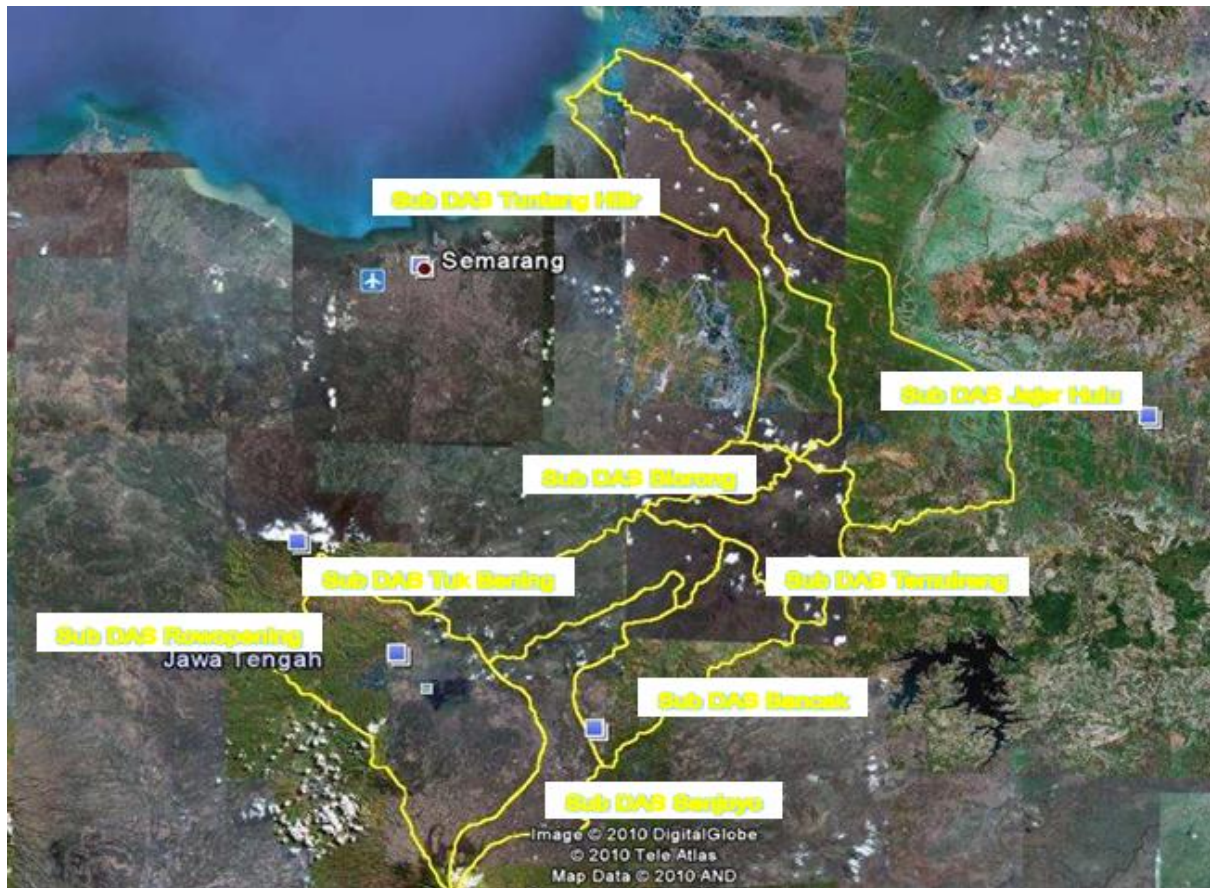 Sub DAS Tuntang Hilir
Semarang
Sub DAS Jajar Hulu
Sub DAS Blorong
Sub DAS Tuk Bening
Sub DAS Temuireng
Sub DAS Rawapening
Jawa Tengah
Sub DAS Bancak
Sub DAS Senjoyo
Image © 2010 DigitalGlobe
© 2010 Tele Atlas
Map Data © 2010 AND